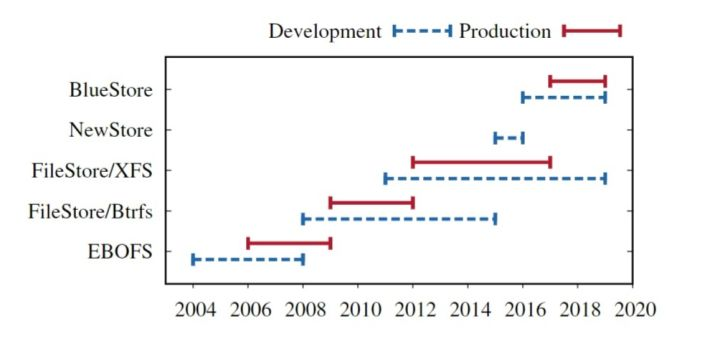 Development Production
BlueStore
NewStore
FileStore/XFS
FileStore/Btrfs
EBOFS
2004 2006 2008 2010 2012 2014 2016 2018 2020